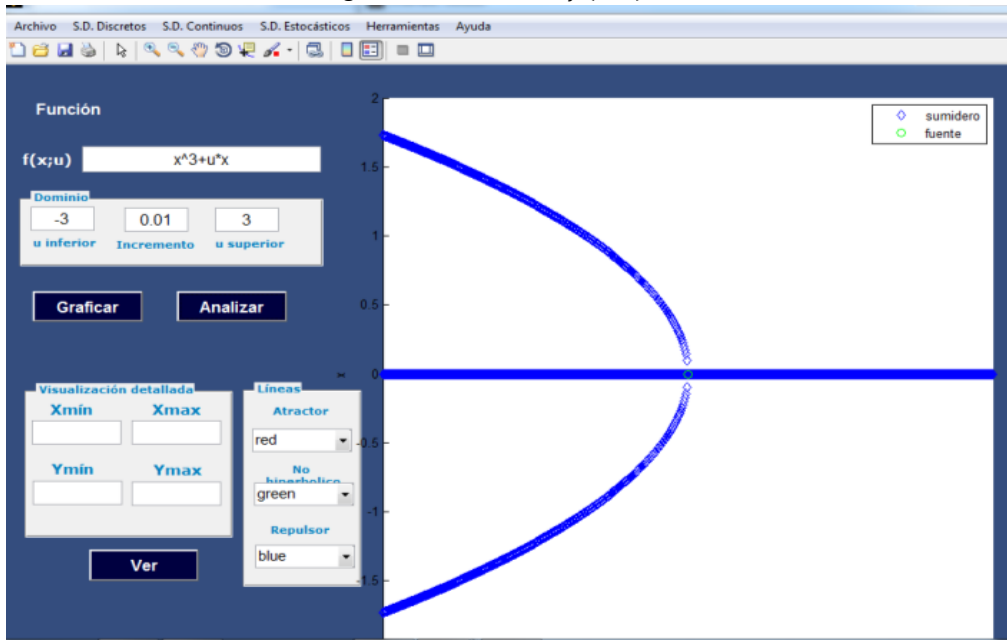 Archivo S.D. Discretos S.D. Continuos S.D. Estocásticos Herramientas Ayuda
Función
f(x;u) x^3+u*x
Dominio
-3 0.01 3
u inferior Incremento u superior
Graficar Analizar
Visualización detallada
Xmín Xmax
Ymín Ymax
Ver
Líneas
Atractor
red
No
hiperbolico
green
Repulsor
blue
sumidero
fuente
2
1.5
1
0.5
x 0
-0.5
-1
-1.5